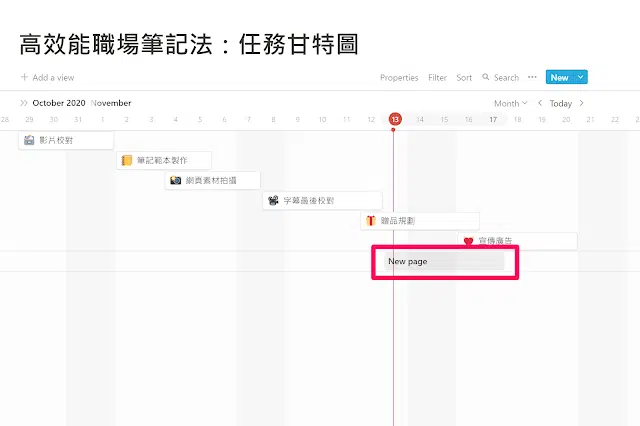 高效能職場筆記法：任務甘特圖
+ Add a view
Properties Filter Sort Search ••• New
October 2020 November
Month Today
28 29 30 31 1 2 3 4 5 6 7 8 9 10 11 12 13 14 15 16 17 18 19 20 21 22 23
影片校對
筆記範本製作
網頁素材拍攝
字幕最後校對
贈品規劃
宣傳廣告
New page